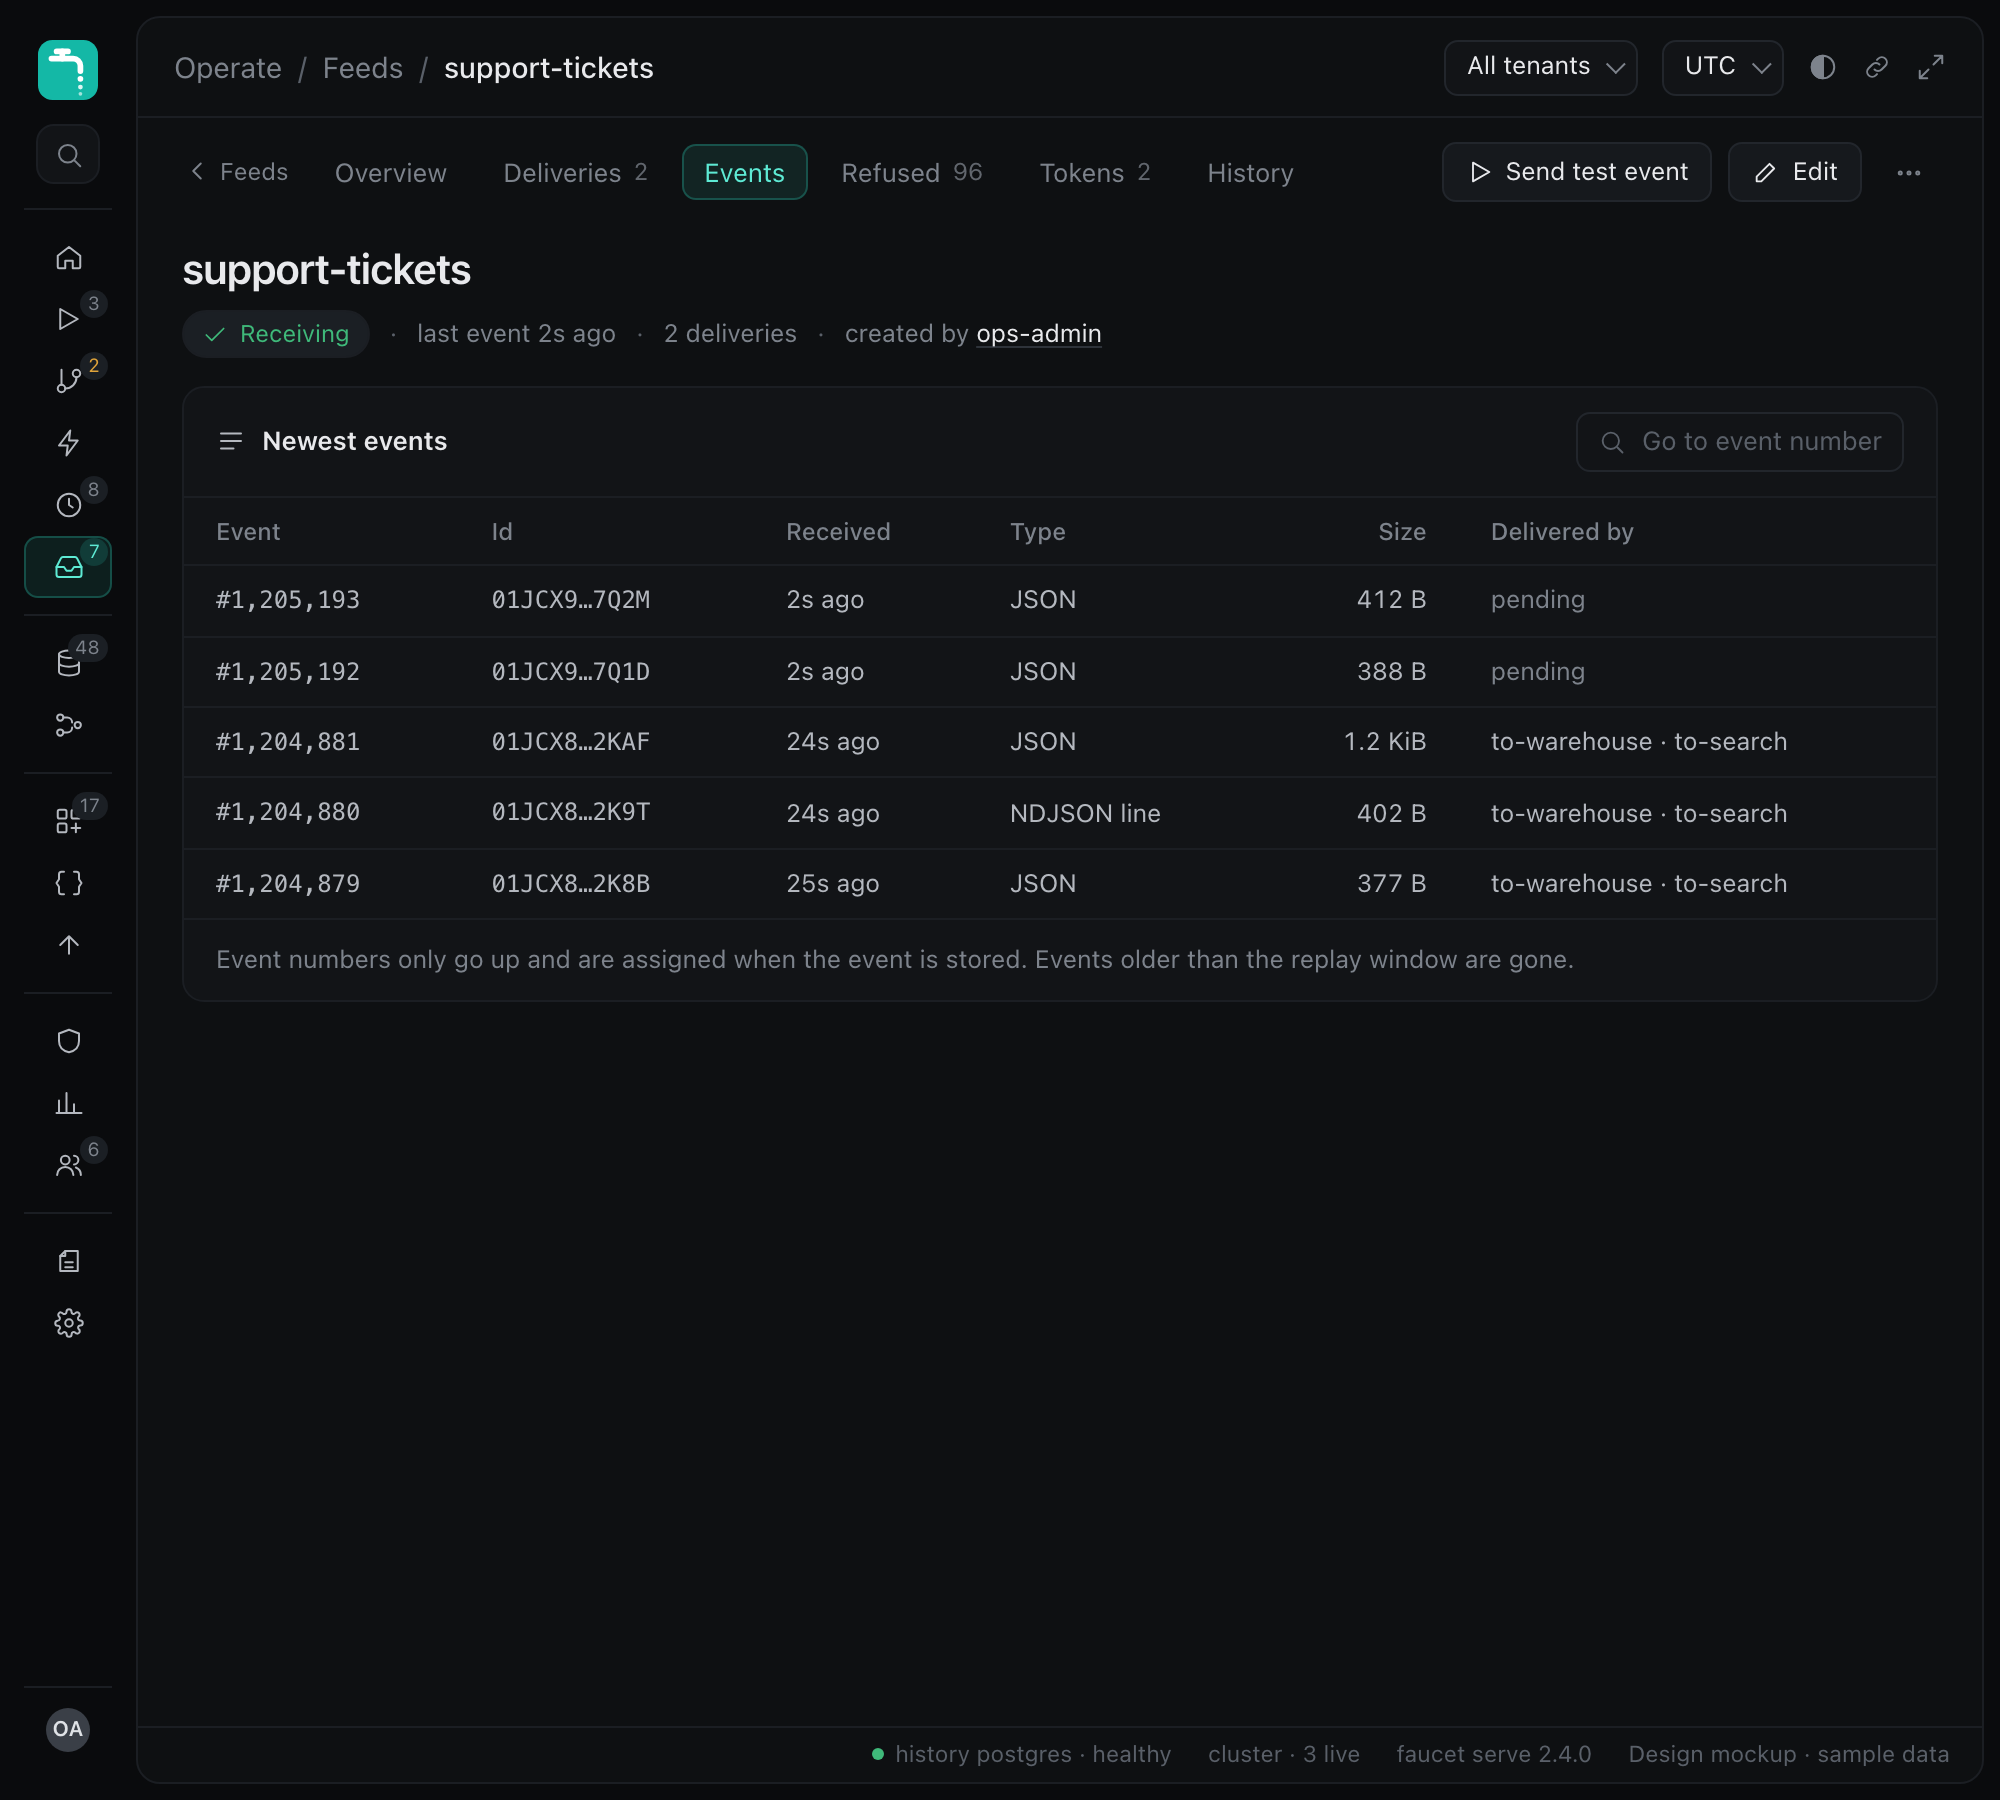 Operate / Feeds / support-tickets
All tenants
UTC
Feeds
Overview
Deliveries 2
Events
Refused 96
Tokens 2
History
Send test event
Edit
support-tickets
Receiving · last event 2s ago · 2 deliveries · created by ops-admin
Newest events
Go to event number
Event Id Received Type Size Delivered by
#1,205,193 01JCX9…7Q2M 2s ago JSON 412 B pending
#1,205,192 01JCX9…7Q1D 2s ago JSON 388 B pending
#1,204,881 01JCX8…2KAF 24s ago JSON 1.2 KiB to-warehouse · to-search
#1,204,880 01JCX8…2K9T 24s ago NDJSON line 402 B to-warehouse · to-search
#1,204,879 01JCX8…2K8B 25s ago JSON 377 B to-warehouse · to-search
Event numbers only go up and are assigned when the event is stored. Events older than the replay window are gone.
3
2
8
7
48
17
6
OA
history postgres · healthy
cluster · 3 live
faucet serve 2.4.0
Design mockup · sample data